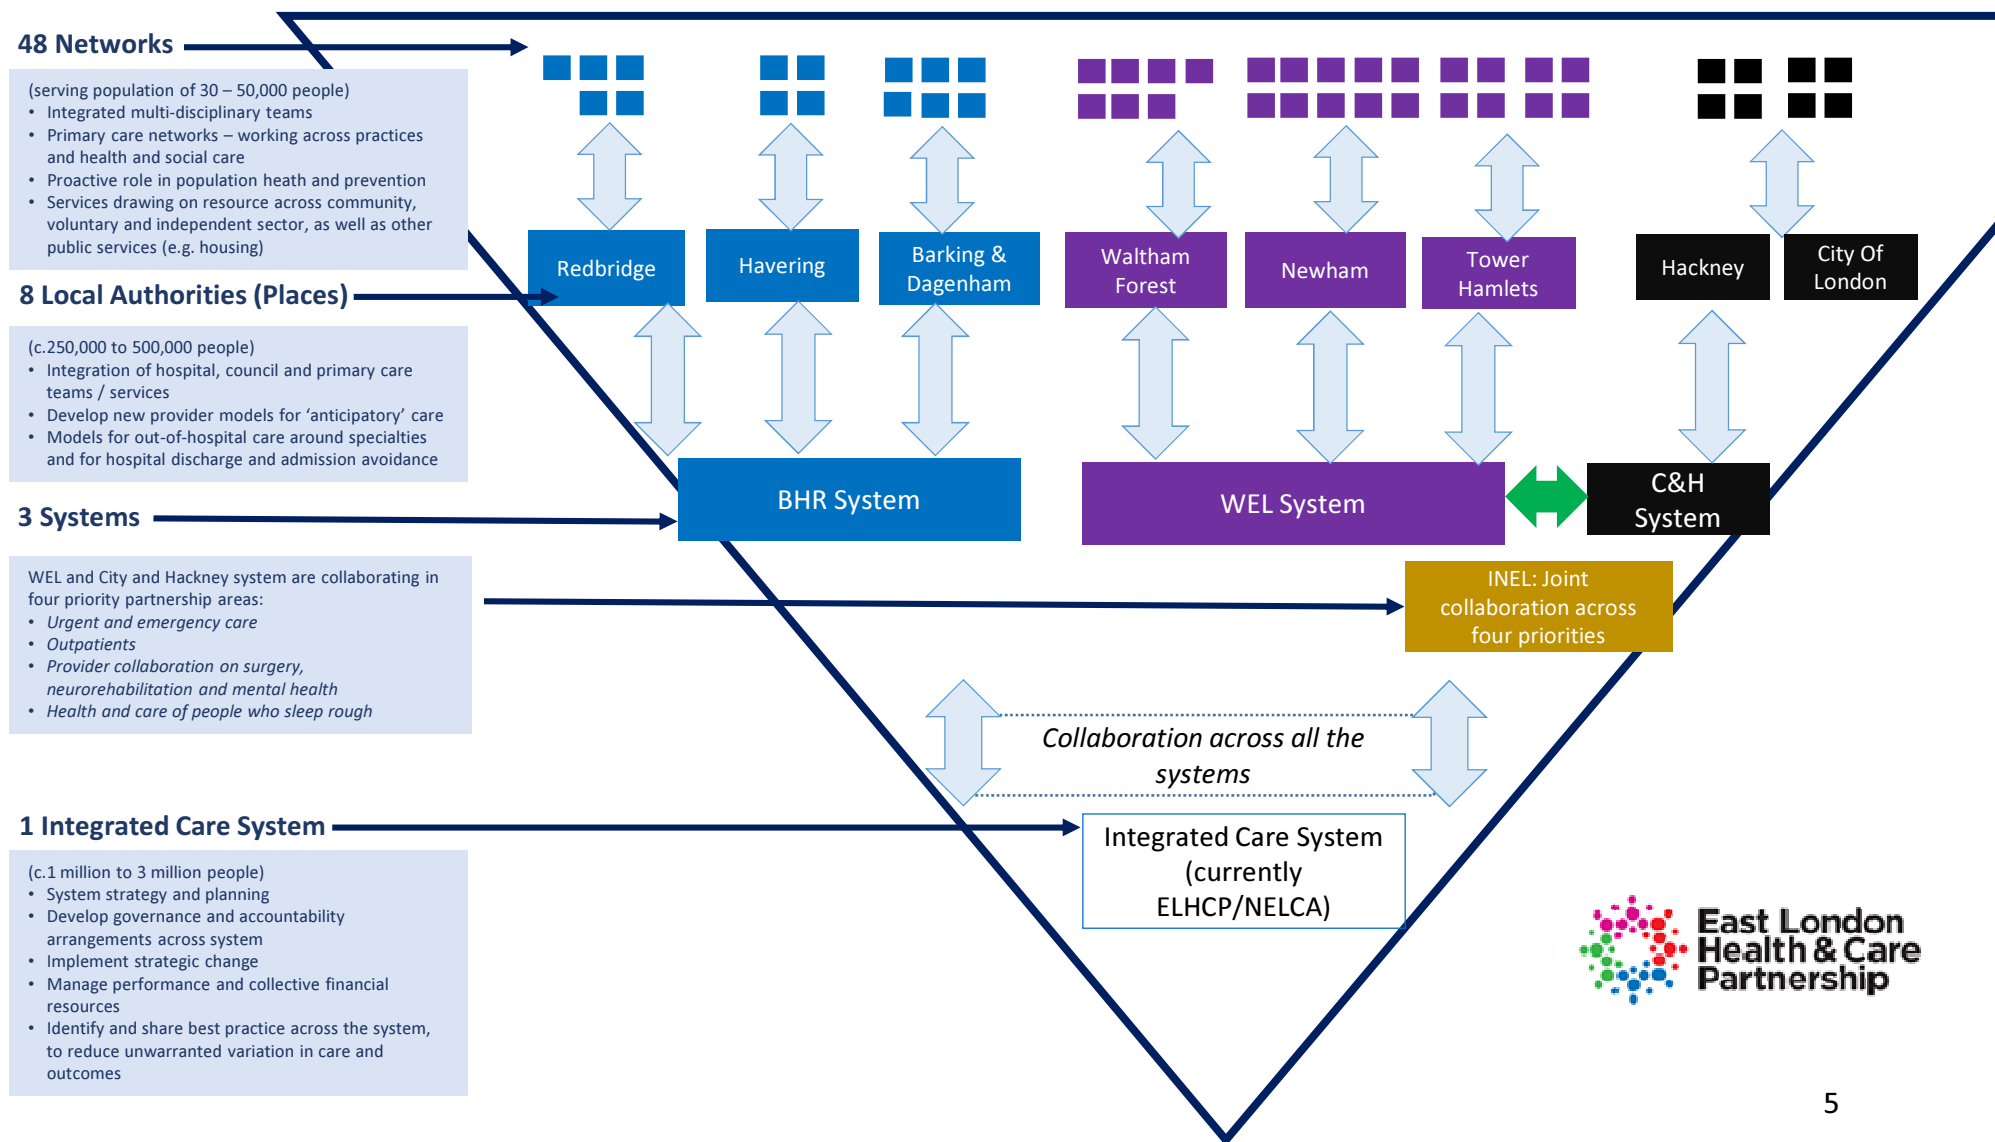 48 Networks
(serving population of 30 – 50,000 people)
• Integrated multi-disciplinary teams
• Primary care networks – working across practices
and health and social care
• Proactive role in population heath and prevention
• Services drawing on resource across community,
voluntary and independent sector, as well as other
public services (e.g. housing)
Redbridge
Havering
Barking &
Dagenham
Waltham
Forest
Newham
Tower
Hamlets
Hackney
City Of
London
8 Local Authorities (Places)
(c.250,000 to 500,000 people)
• Integration of hospital, council and primary care
teams / services
• Develop new provider models for ‘anticipatory’ care
• Models for out-of-hospital care around specialties
and for hospital discharge and admission avoidance
BHR System
WEL System
C&H
System
3 Systems
WEL and City and Hackney system are collaborating in
four priority partnership areas:
• Urgent and emergency care
• Outpatients
• Provider collaboration on surgery,
neurorehabilitation and mental health
• Health and care of people who sleep rough
INEL: Joint
collaboration across
four priorities
Collaboration across all the
systems
1 Integrated Care System
(c.1 million to 3 million people)
• System strategy and planning
• Develop governance and accountability
arrangements across system
• Implement strategic change
• Manage performance and collective financial
resources
• Identify and share best practice across the system,
to reduce unwarranted variation in care and
outcomes
Integrated Care System
(currently
ELHCP/NELCA)
East London
Health & Care
Partnership
5